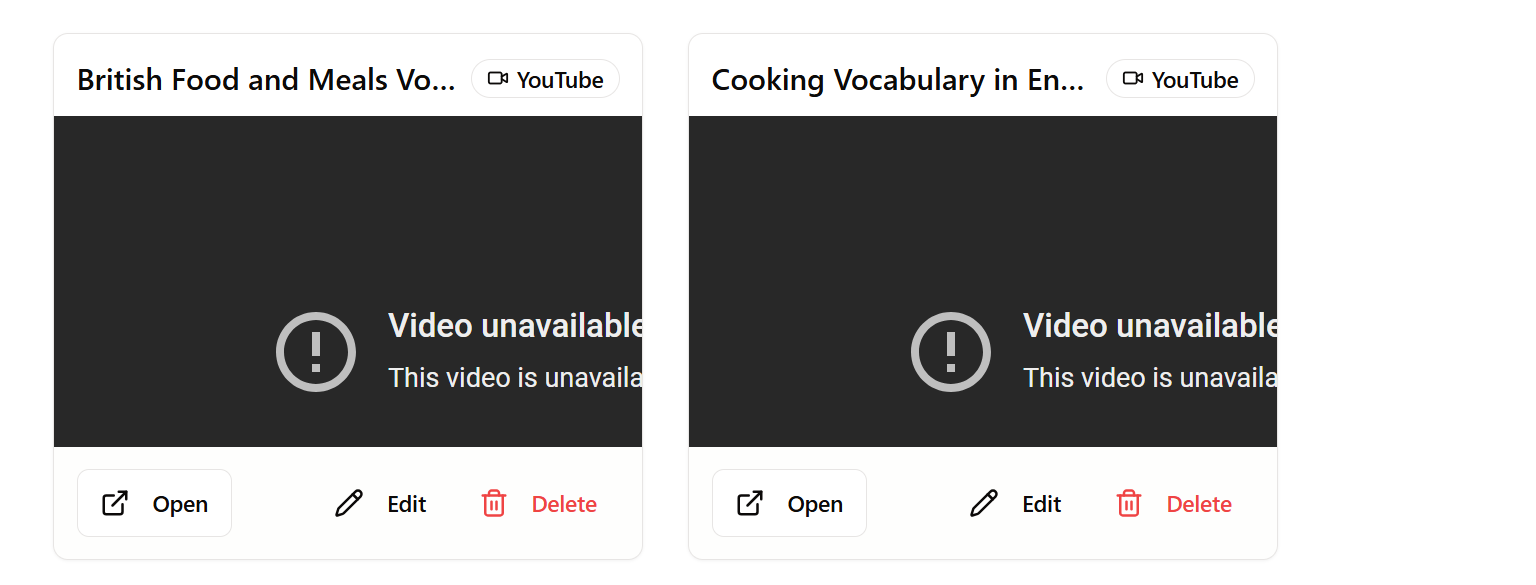 British Food and Meals Vo...
YouTube
Video unavailable
This video is unavaila
Open
Edit
Delete
Cooking Vocabulary in En...
YouTube
Video unavailable
This video is unavaila
Open
Edit
Delete